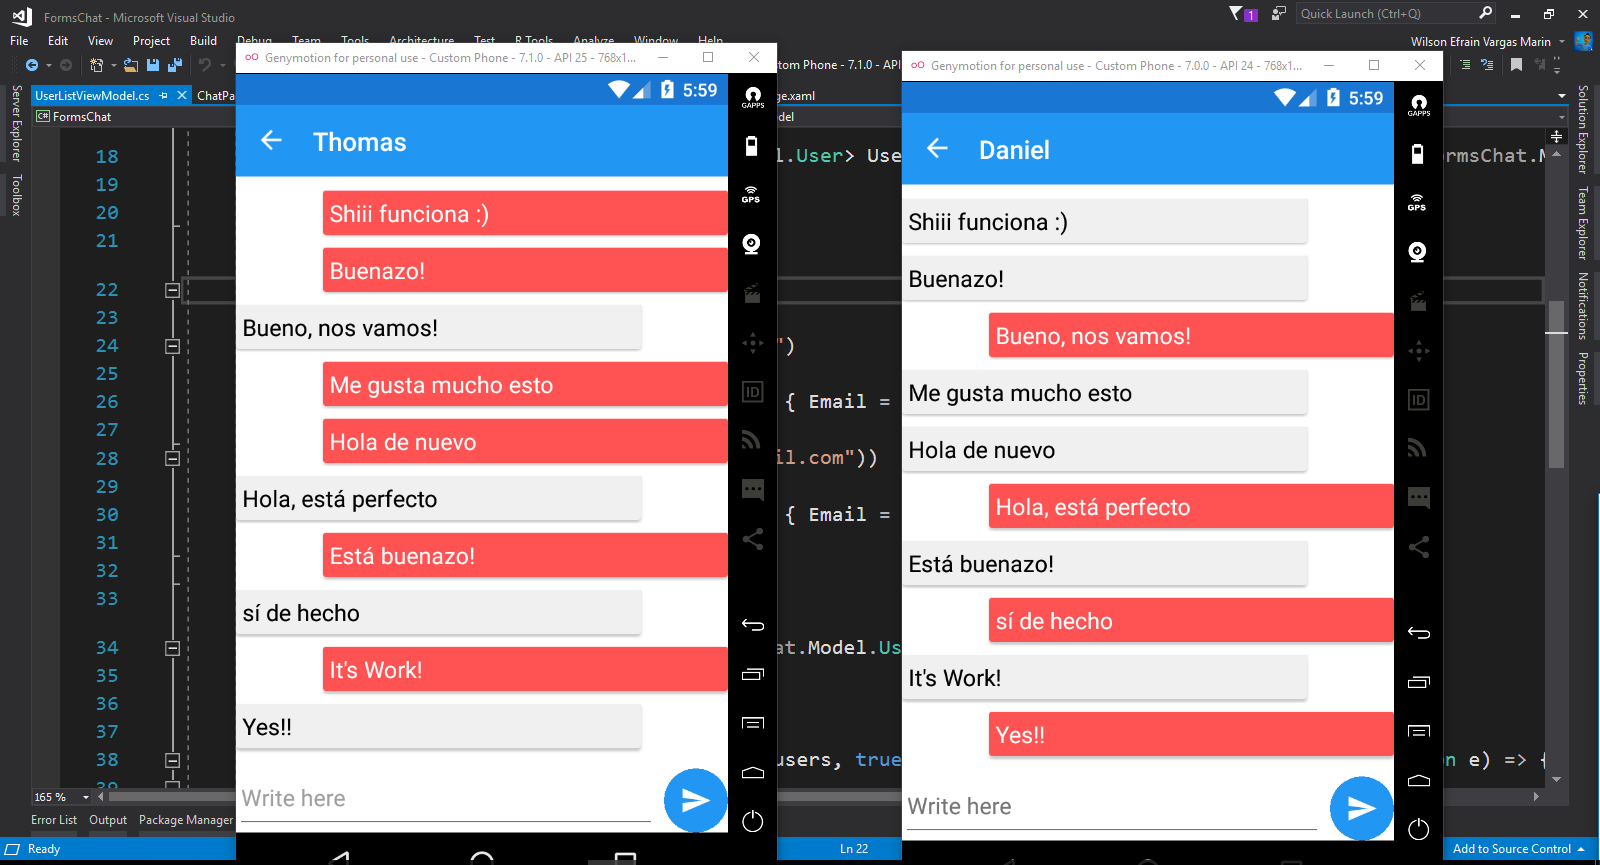 FormsChat - Microsoft Visual Studio
1
Quick Launch (Ctrl+Q)
File Edit View Project Build Debug Team Tools Architecture Test R Tools Analyze Window Help
Wilson Efrain Vargas Marin
UserListViewModel.cs
FormsChat
Server Explorer
Toolbox
18
19
20
21
22
23
24
25
26
27
28
29
30
31
32
33
34
35
36
37
38
39
165 %
Error List Output Package Manager
Ready
Genymotion for personal use - Custom Phone - 7.1.0 - API 25 - 768x1...
5:59
Thomas
Shiii funciona :)
Buenazo!
Bueno, nos vamos!
Me gusta mucho esto
Hola de nuevo
Hola, está perfecto
Está buenazo!
sí de hecho
It's Work!
Yes!!
Write here
GAPPS
GPS
ID
tom Phone - 7.1.0 - API
l.User> Use
")
{ Email =
il.com"))
{ Email =
at.Model.Us
users, true
Ln 22
Genymotion for personal use - Custom Phone - 7.0.0 - API 24 - 768x1...
5:59
Daniel
Shiii funciona :)
Buenazo!
Bueno, nos vamos!
Me gusta mucho esto
Hola de nuevo
Hola, está perfecto
Está buenazo!
sí de hecho
It's Work!
Yes!!
Write here
GAPPS
GPS
ID
ormsChat.M
n e) => {
Solution Explorer
Team Explorer
Notifications
Properties
Add to Source Control